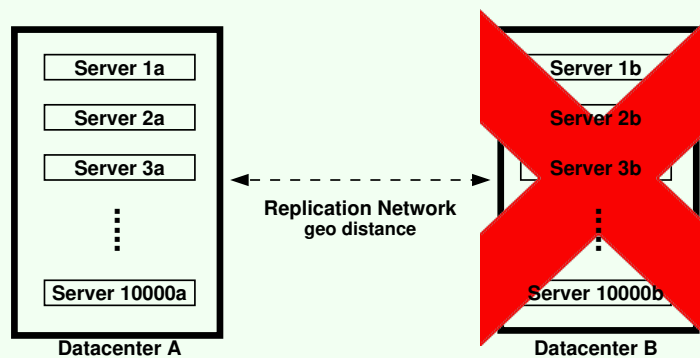 Server 1a
Server 2a
Server 3a
Server 10000a
Datacenter A
Replication Network
geo distance
Server 1b
Server 2b
Server 3b
Server 10000b
Datacenter B